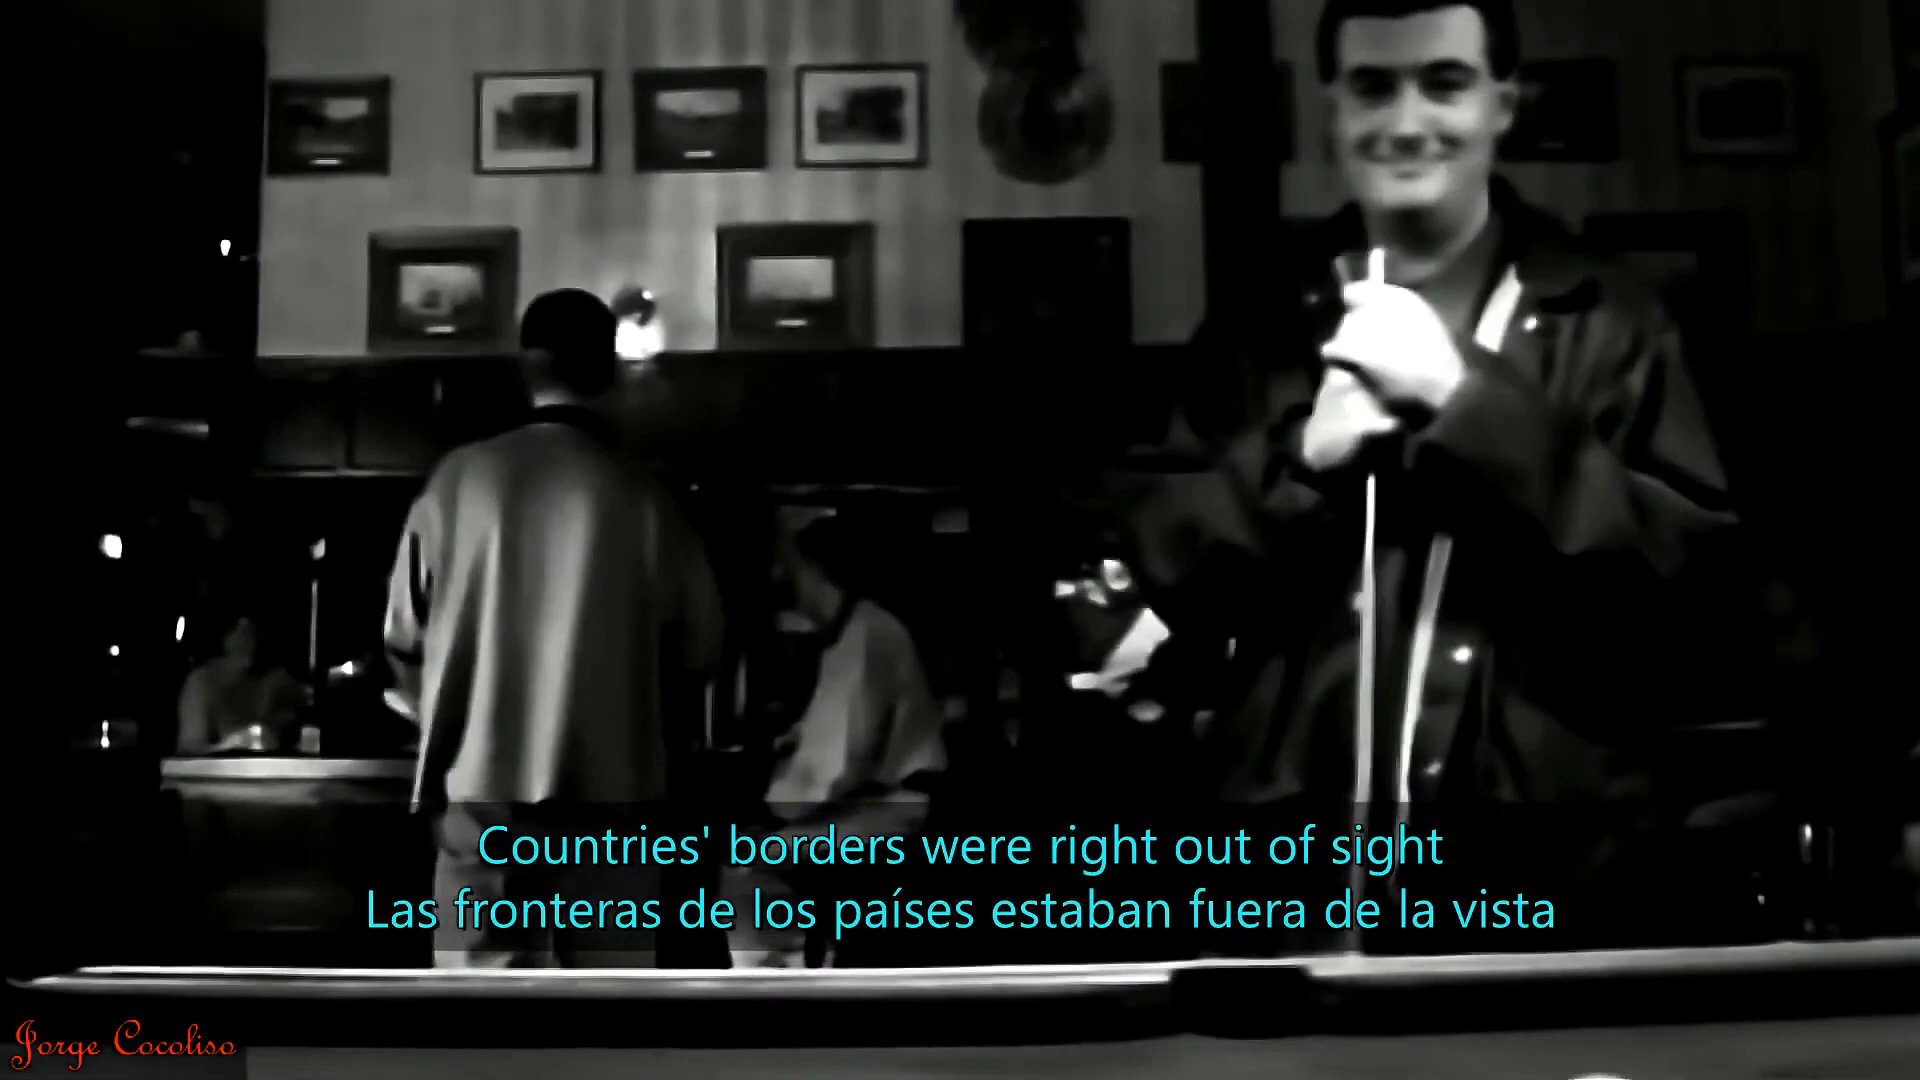 Countries' borders were right out of sight
Las fronteras de los países estaban fuera de la vista
Jorge Cocoliso